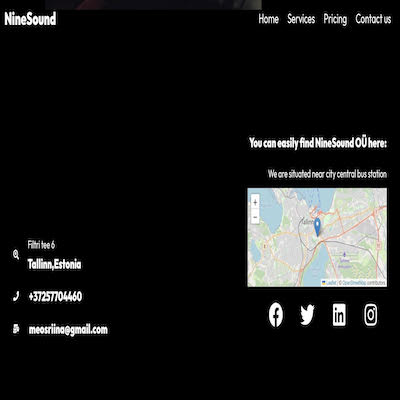 NineSound
Home Services Pricing Contact us
You can easily find NineSound OÜ here:
We are situated near city central bus station
+
−
Tallinn
Leaflet | © OpenStreetMap contributors
Filtri tee 6
Tallinn,Estonia
+37257704460
meosriina@gmail.com